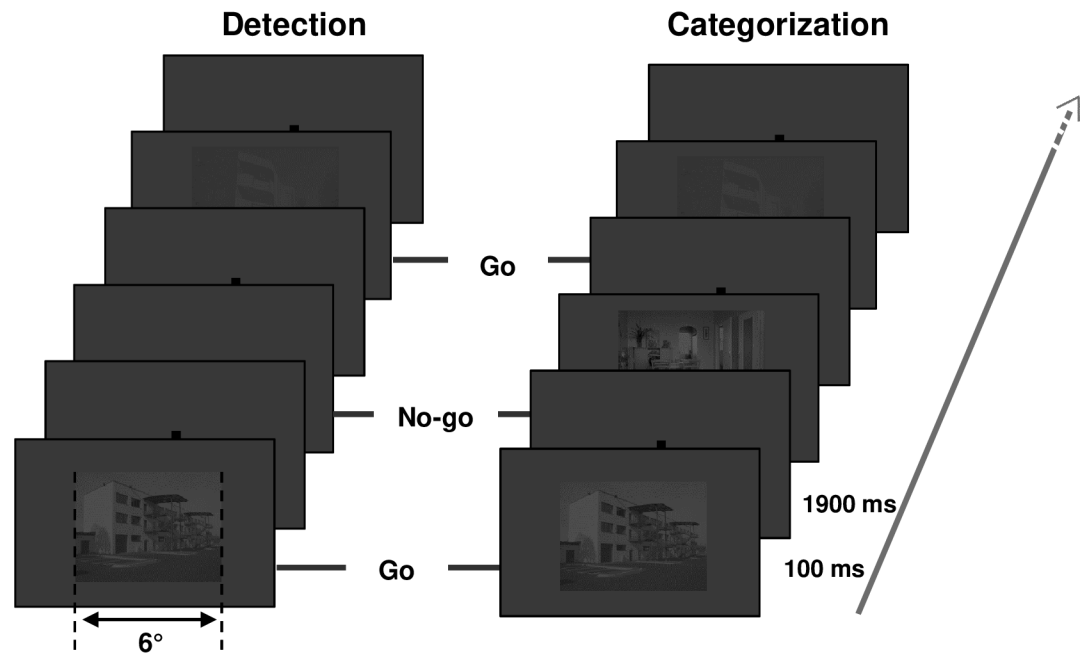 Detection
Categorization
Go
No-go
1900 ms
Go
100 ms
6°